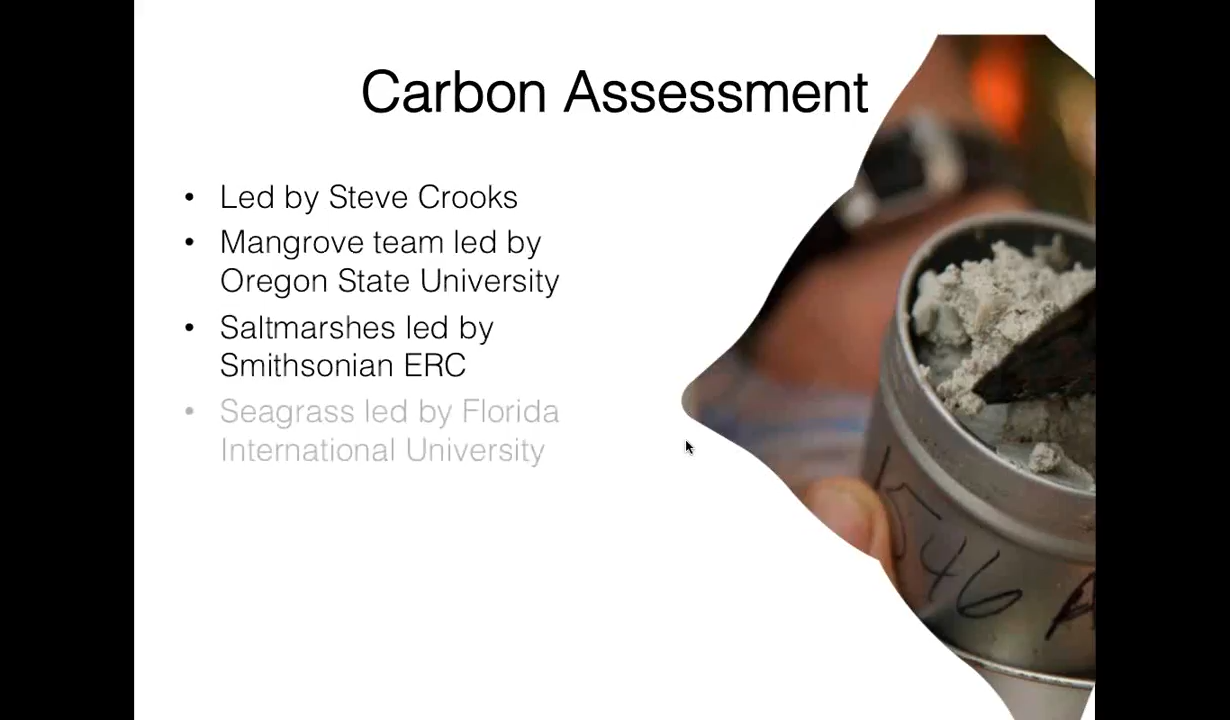 Carbon Assessment
• Led by Steve Crooks
• Mangrove team led by
Oregon State University
• Saltmarshes led by
Smithsonian ERC
• Seagrass led by Florida
International University
546